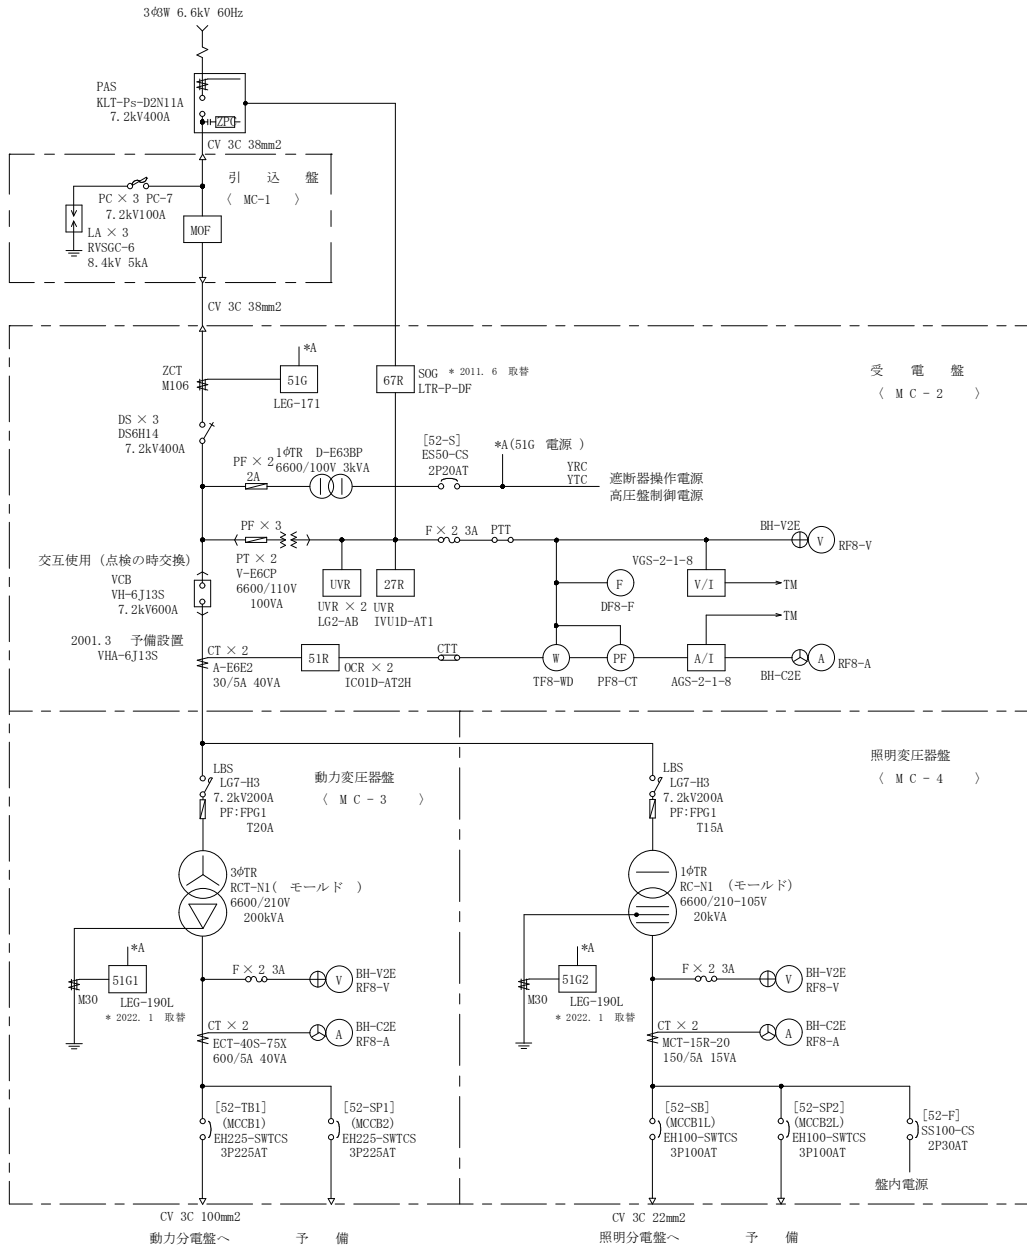 3φ3W 6.6kV 60Hz
PAS
KLT-Ps-D2N11A
7.2kV400A
ZPC
CV 3C 38mm2
引 込 盤
〈 MC-1 〉
PC × 3 PC-7
7.2kV100A
LA × 3
RVSGC-6
8.4kV 5kA
MOF
CV 3C 38mm2
受 電 盤
〈 MC-2 〉
ZCT
M106
*A
51G
LEG-171
67R
SOG * 2011. 6 取替
LTR-P-DF
DS × 3
DS6H14
7.2kV400A
PF × 2
2A
1φTR D-E63BP
6600/100V 3kVA
[52-S]
ES50-CS
2P20AT
*A(51G 電源 )
YRC
YTC
遮断器操作電源
高圧盤制御電源
PF × 3
PT × 2
V-E6CP
6600/110V
100VA
交互使用 (点検の時交換)
VCB
VH-6J13S
7.2kV600A
2001.3 予備設置
VHA-6J13S
UVR
UVR × 2
LG2-AB
27R
UVR
IVU1D-AT1
F × 2 3A
PTT
F
DF8-F
VGS-2-1-8
V/I
TM
BH-V2E
V
RF8-V
TM
CT × 2
A-E6E2
30/5A 40VA
51R
OCR × 2
ICO1D-AT2H
CTT
W
TF8-WD
PF
PF8-CT
A/I
AGS-2-1-8
BH-C2E
A
RF8-A
動力変圧器盤
〈 MC-3 〉
LBS
LG7-H3
7.2kV200A
PF:FPG1
T20A
3φTR
RCT-N1( モールド )
6600/210V
200kVA
*A
51G1
M30
LEG-190L
* 2022. 1 取替
F × 2 3A
V
BH-V2E
RF8-V
CT × 2
ECT-40S-75X
600/5A 40VA
A
BH-C2E
RF8-A
[52-TB1]
(MCCB1)
EH225-SWTCS
3P225AT
[52-SP1]
(MCCB2)
EH225-SWTCS
3P225AT
CV 3C 100mm2
動力分電盤へ
予 備
照明変圧器盤
〈 MC-4 〉
LBS
LG7-H3
7.2kV200A
PF:FPG1
T15A
1φTR
RC-N1 (モールド)
6600/210-105V
20kVA
*A
51G2
M30
LEG-190L
* 2022. 1 取替
F × 2 3A
V
BH-V2E
RF8-V
CT × 2
MCT-15R-20
150/5A 15VA
A
BH-C2E
RF8-A
[52-SB]
(MCCB1L)
EH100-SWTCS
3P100AT
[52-SP2]
(MCCB2L)
EH100-SWTCS
3P100AT
[52-F]
SS100-CS
2P30AT
盤内電源
CV 3C 22mm2
照明分電盤へ
予 備